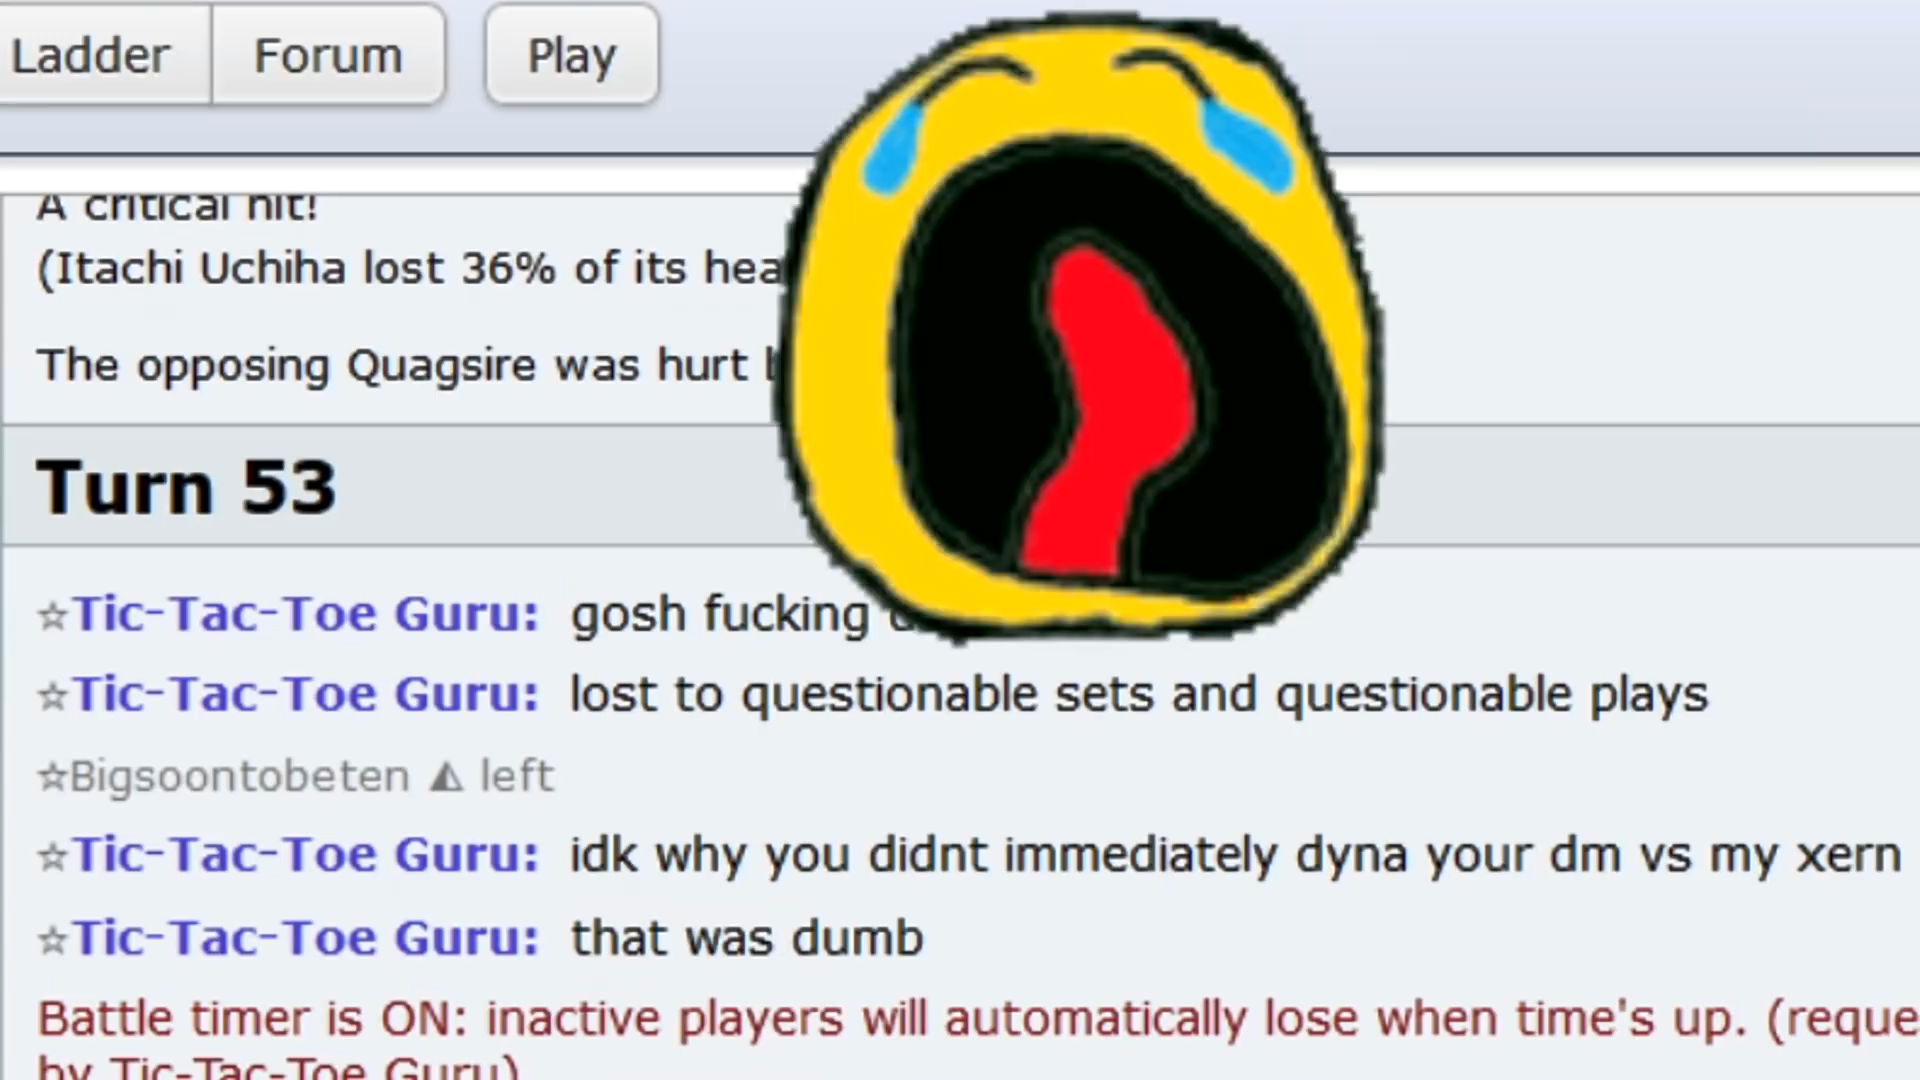 Ladder Forum Play
A critical hit!
(Itachi Uchiha lost 36% of its
The opposing Quagsire was hurt
Turn 53
☆Tic-Tac-Toe Guru: gosh fucking
☆Tic-Tac-Toe Guru: lost to questionable sets and questionable plays
☆Bigsoontobeten ◭ left
☆Tic-Tac-Toe Guru: idk why you didnt immediately dyna your dm vs my xern
☆Tic-Tac-Toe Guru: that was dumb
Battle timer is ON: inactive players will automatically lose when time's up. (reque
by Tic-Tac-Toe Guru)